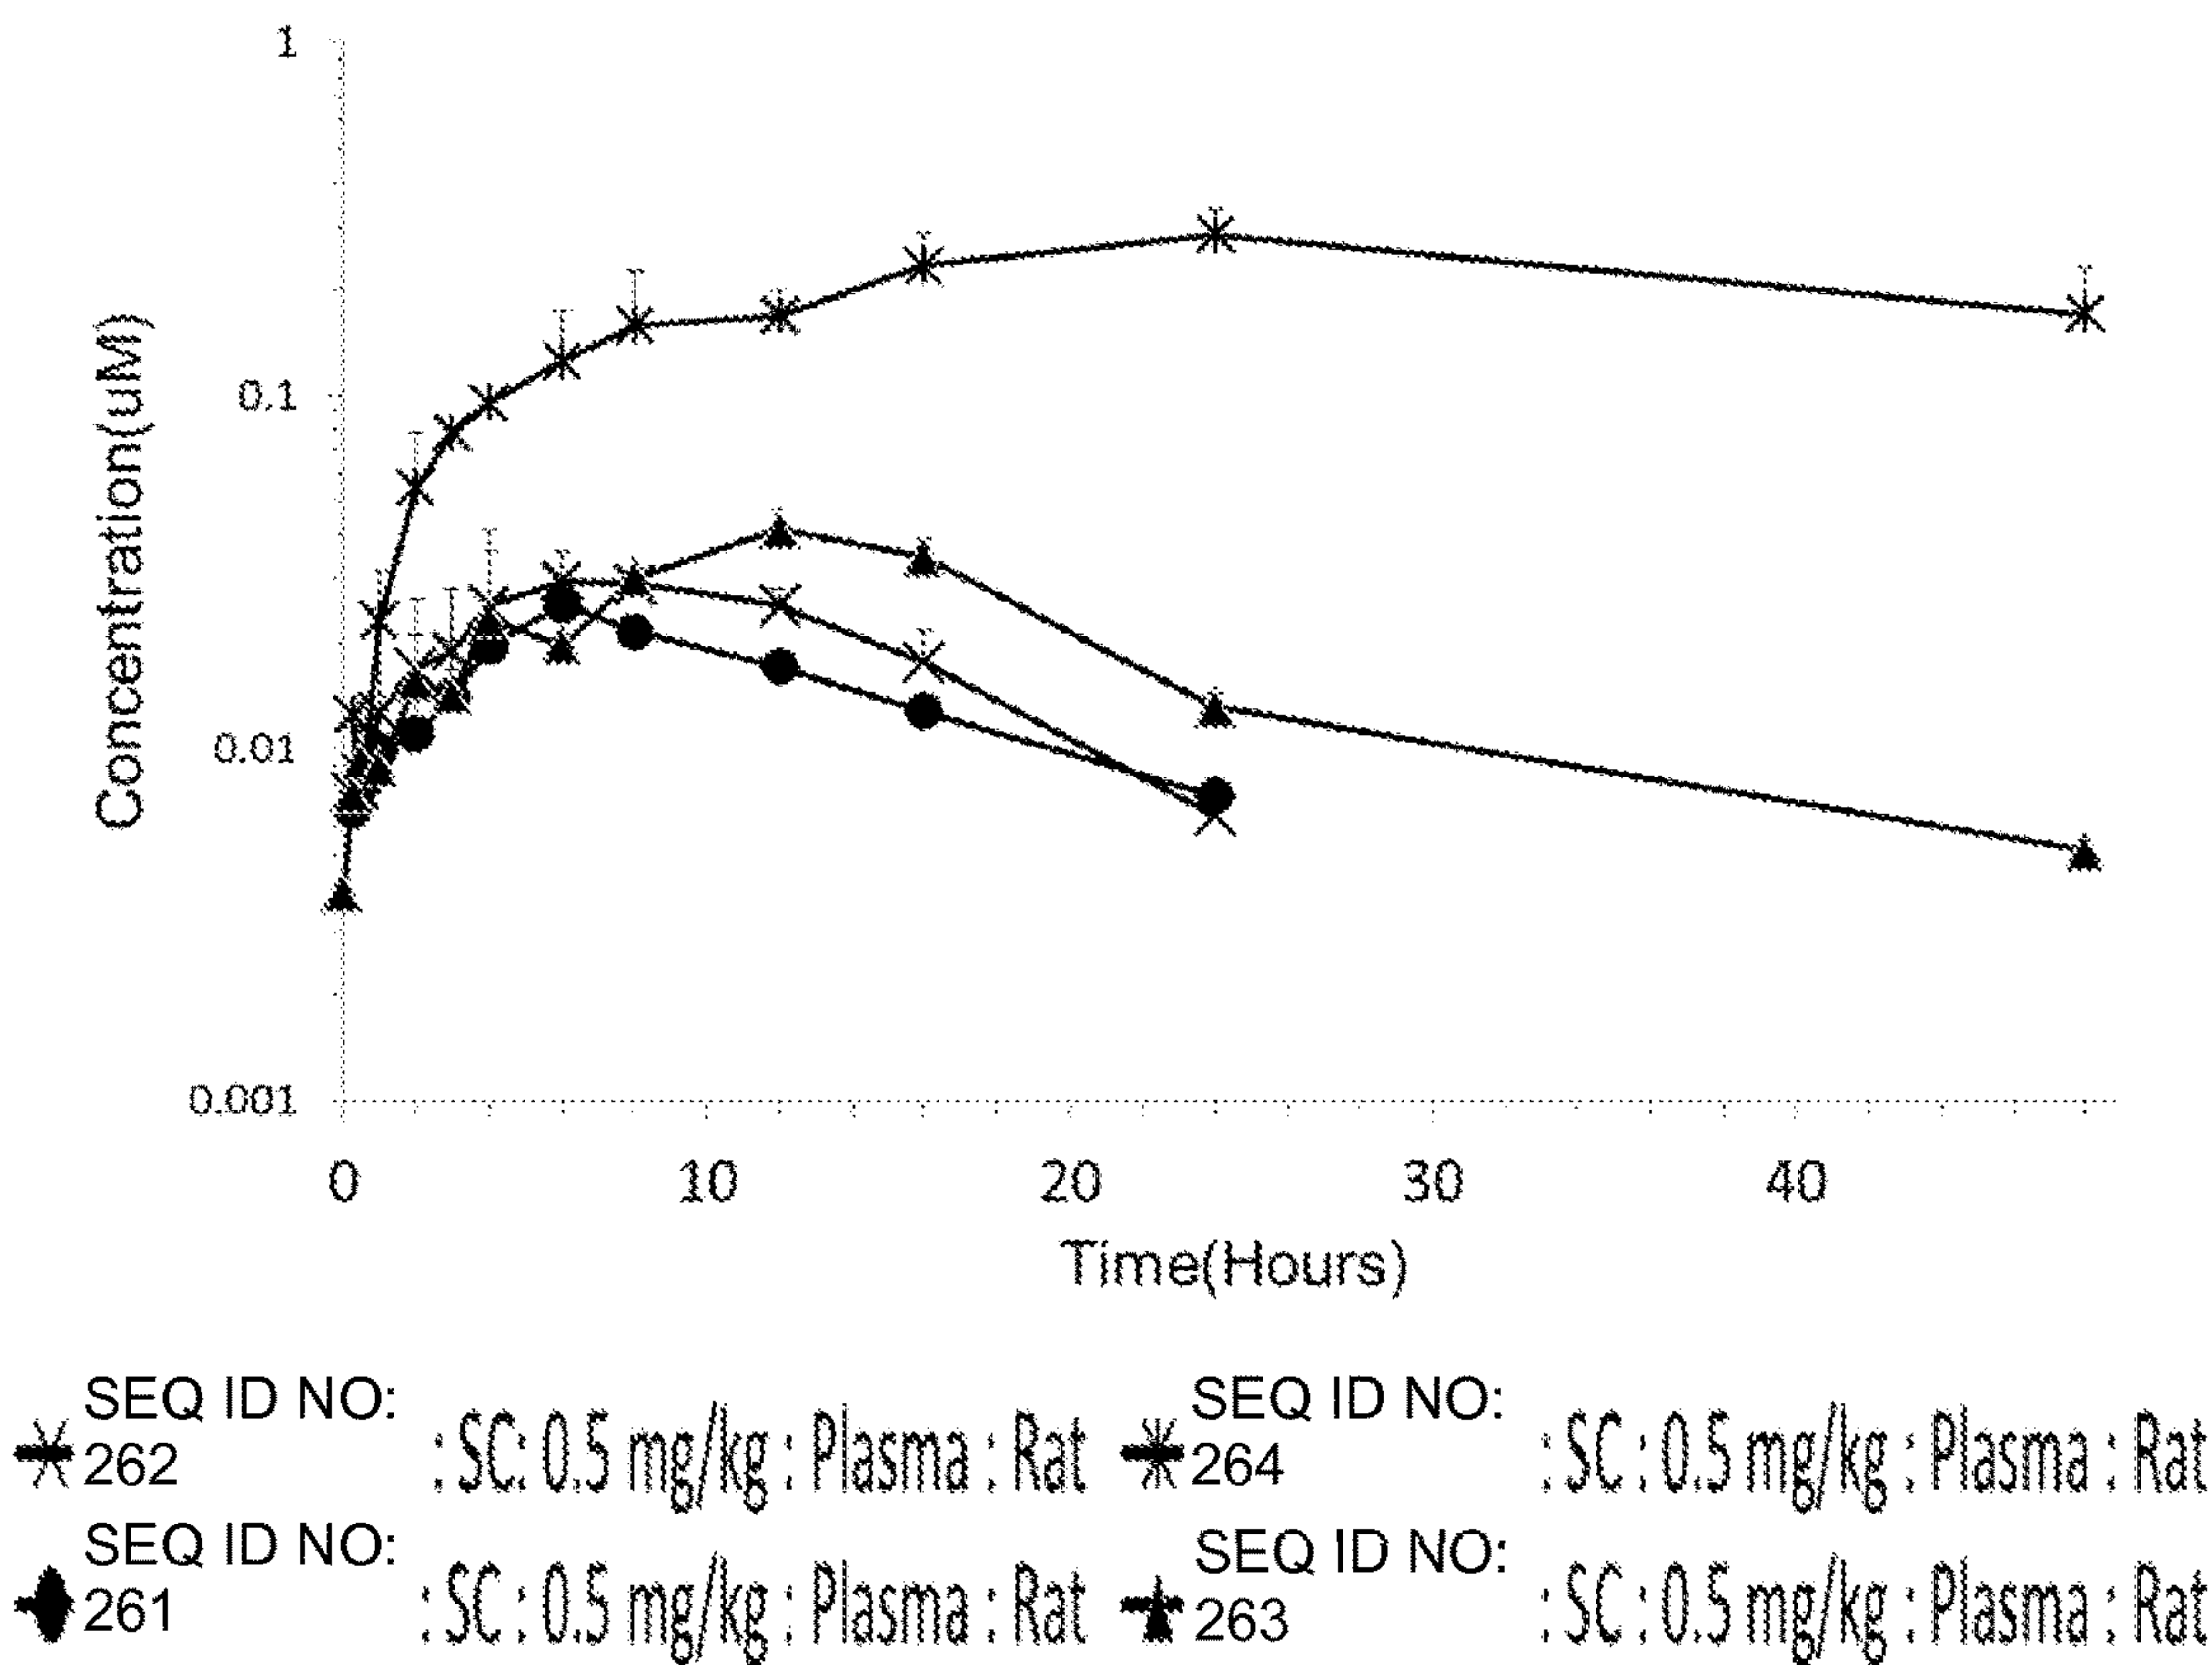 1
0.1
0.01
0.001
Concentration(uM)
0 10 20 30 40
Time(Hours)
SEQ ID NO: 262 : SC: 0.5 mg/kg : Plasma : Rat
SEQ ID NO: 264 : SC : 0.5 mg/kg : Plasma : Rat
SEQ ID NO: 261 : SC : 0.5 mg/kg : Plasma : Rat
SEQ ID NO: 263 : SC : 0.5 mg/kg : Plasma : Rat